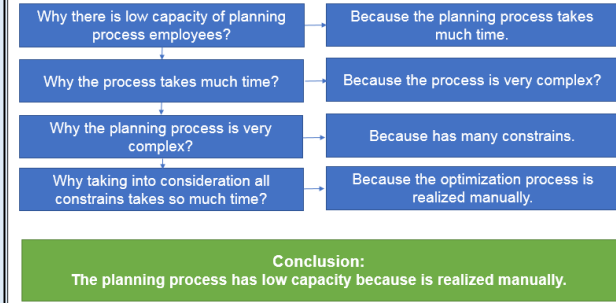 Why there is low capacity of planning
process employees?
Because the planning process takes
much time.
Why the process takes much time?
Because the process is very complex?
Why the planning process is very
complex?
Because has many constrains.
Why taking into consideration all
constrains takes so much time?
Because the optimization process is
realized manually.
Conclusion:
The planning process has low capacity because is realized manually.